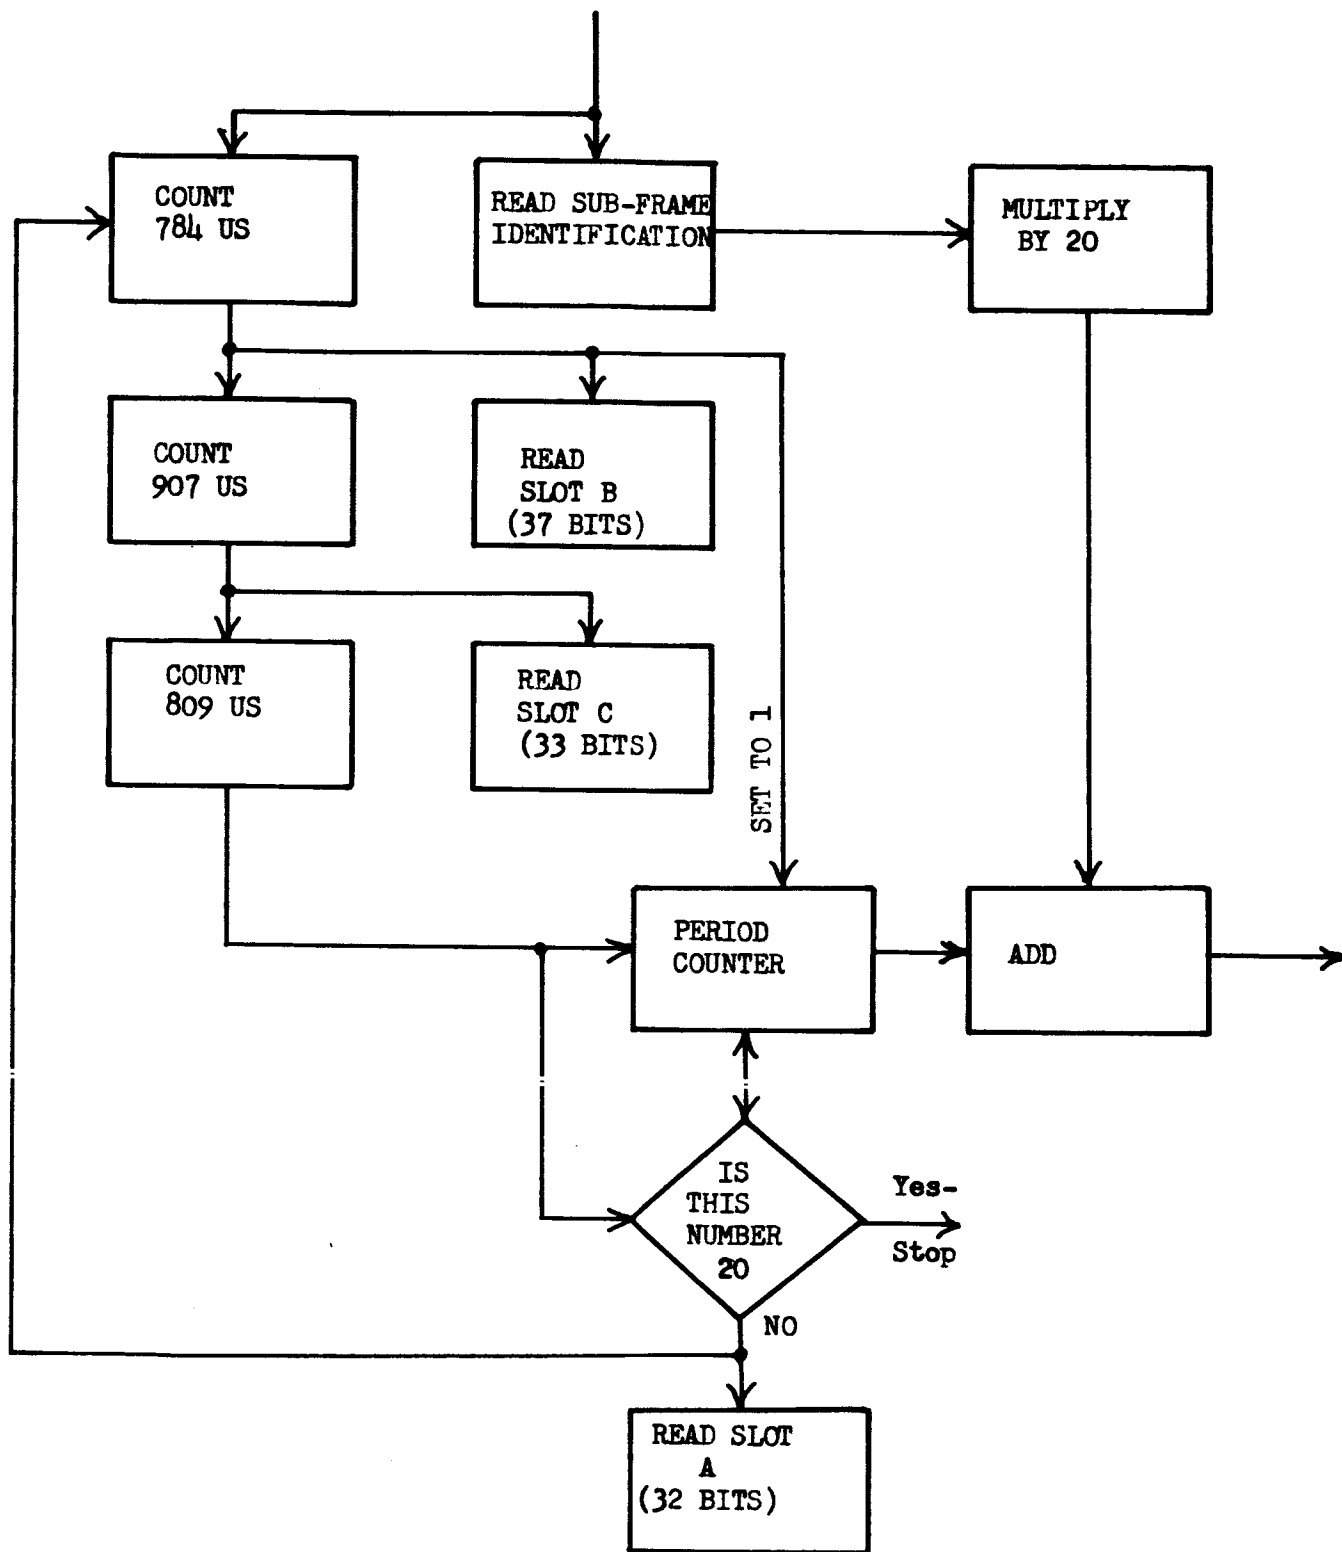 COUNT
784 US
READ SUB-FRAME
IDENTIFICATION
MULTIPLY
BY 20
COUNT
907 US
READ
SLOT B
(37 BITS)
COUNT
809 US
READ
SLOT C
(33 BITS)
SET TO 1
PERIOD
COUNTER
ADD
IS
THIS
NUMBER
20
Yes-
Stop
NO
READ SLOT
A
(32 BITS)